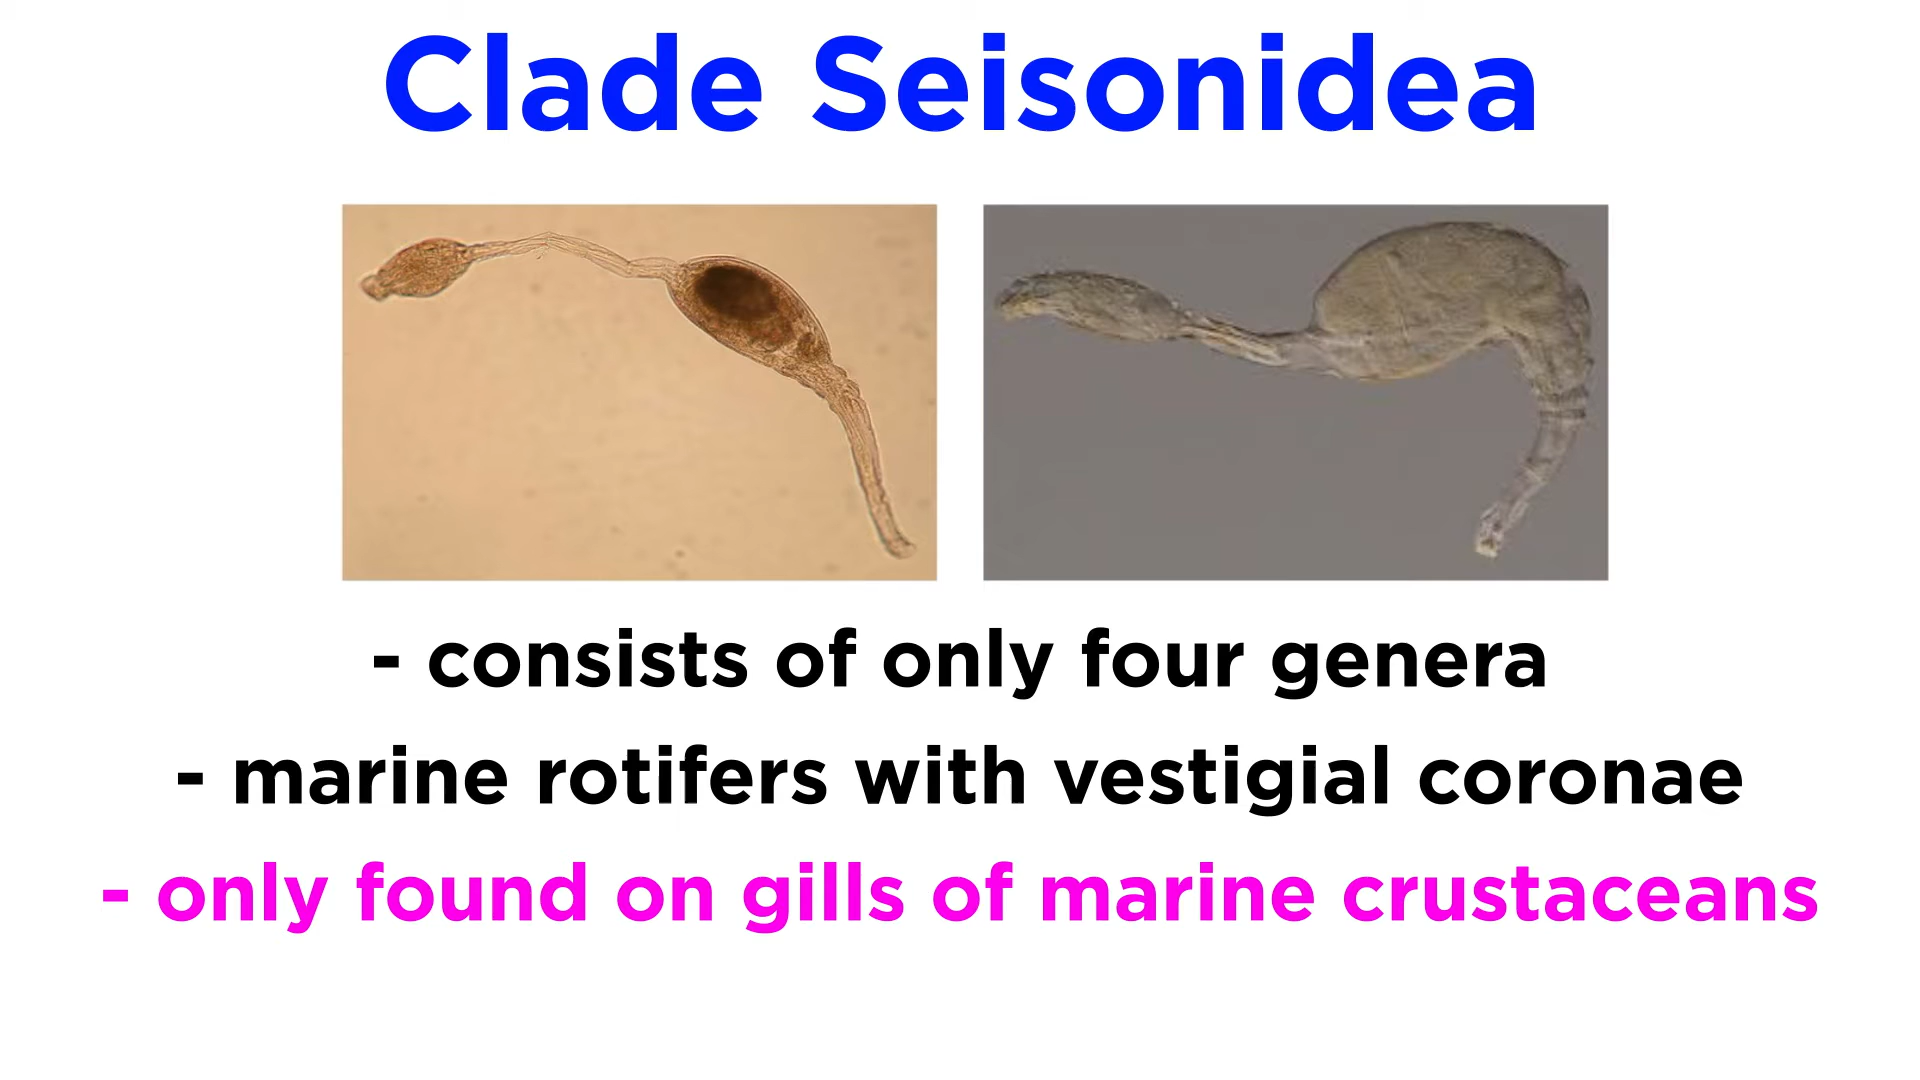 Clade Seisonidea
- consists of only four genera
- marine rotifers with vestigial coronae
- only found on gills of marine crustaceans